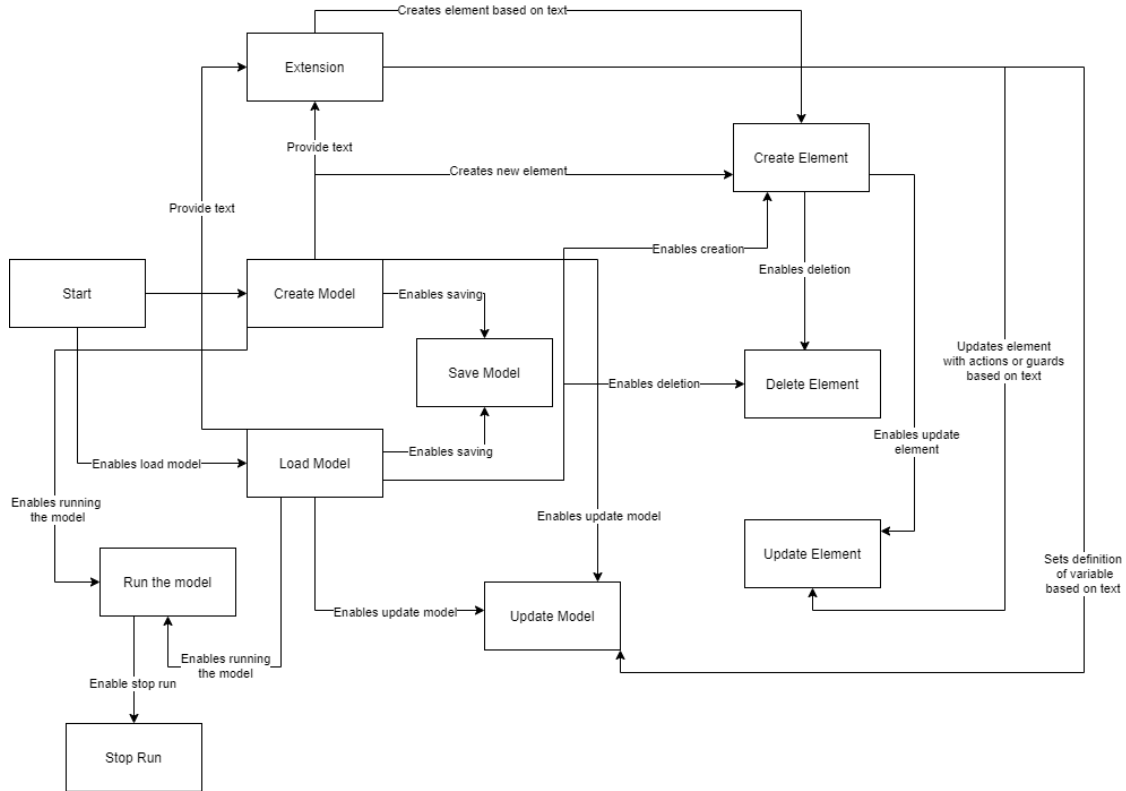 Creates element based on text
Extension
Create Element
Provide text
Creates new element
Provide text
Enables creation
Enables deletion
Start
Create Model
Enables saving
Save Model
Updates element
with actions or guards
based on text
Enables deletion
Delete Element
Enables update
element
Enables saving
Enables load model
Load Model
Enables running
the model
Enables update model
Update Element
Sets definition
of variable
based on text
Run the model
Enables update model
Update Model
Enables running
the model
Enable stop run
Stop Run